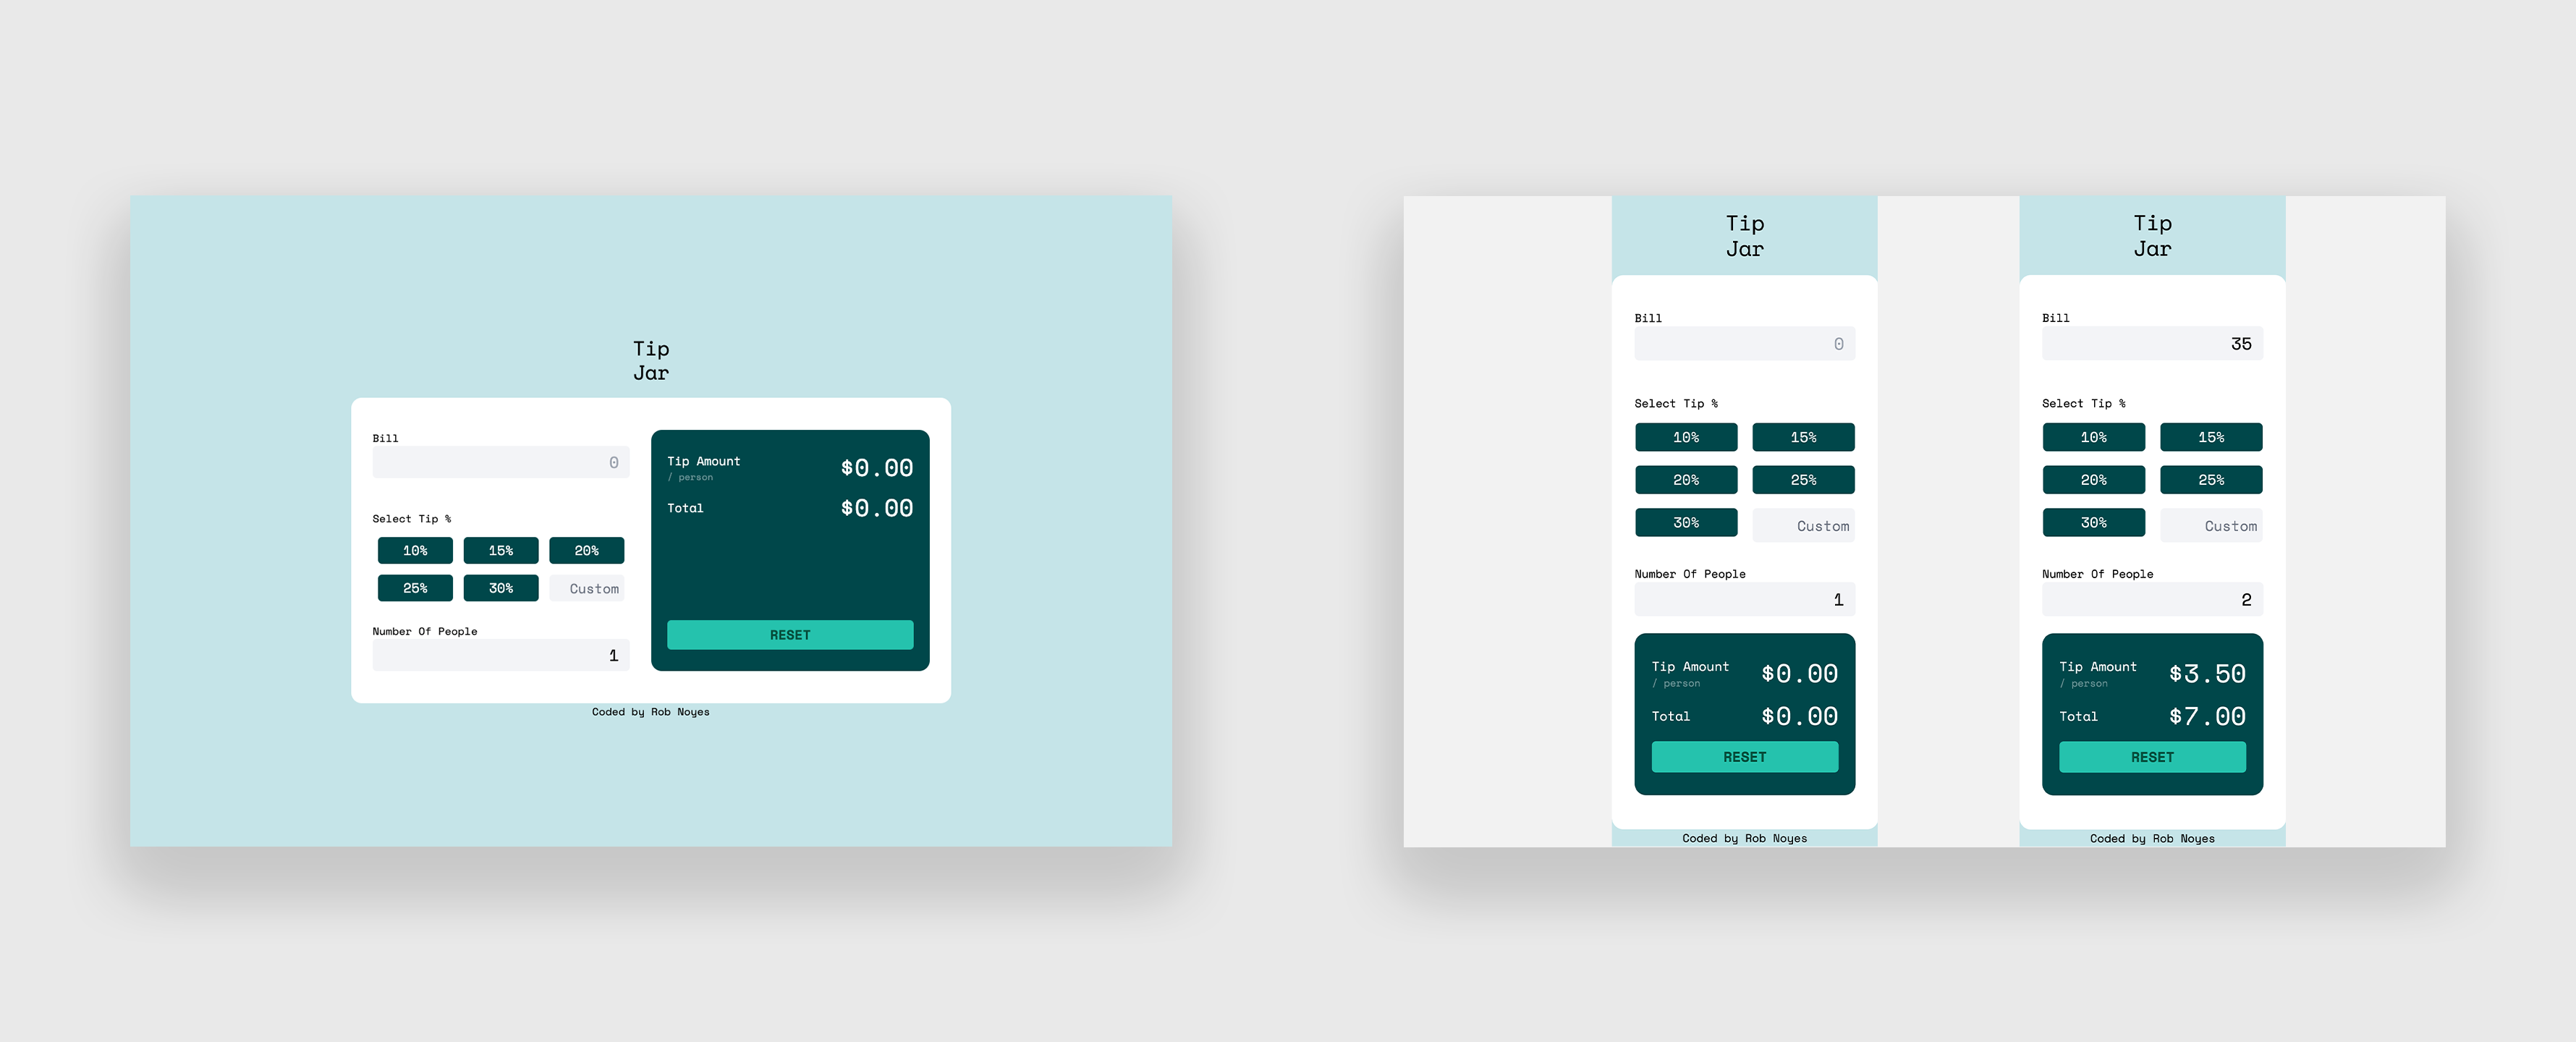 Tip
Jar
Bill
0
Select Tip %
10% 15% 20%
25% 30% Custom
Number Of People
1
Tip Amount $0.00
/ person
Total $0.00
RESET
Coded by Rob Noyes
Tip
Jar
Bill
0
Select Tip %
10% 15%
20% 25%
30% Custom
Number Of People
1
Tip Amount $0.00
/ person
Total $0.00
RESET
Coded by Rob Noyes
Tip
Jar
Bill
35
Select Tip %
10% 15%
20% 25%
30% Custom
Number Of People
2
Tip Amount $3.50
/ person
Total $7.00
RESET
Coded by Rob Noyes